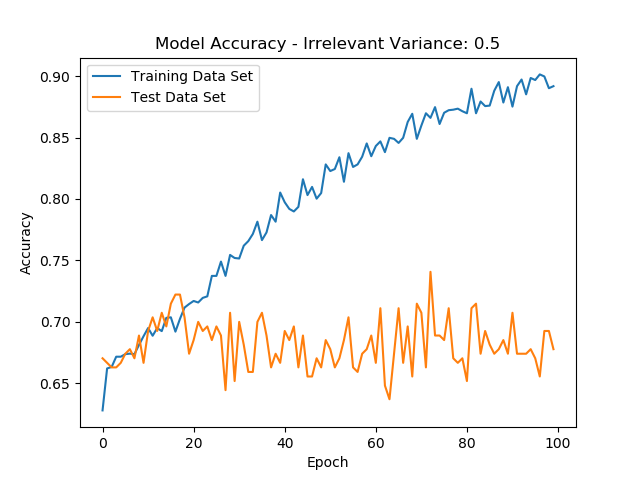 Model Accuracy - Irrelevant Variance: 0.5
Training Data Set
Test Data Set
0.90
0.85
0.80
0.75
0.70
0.65
Accuracy
0 20 40 60 80 100
Epoch